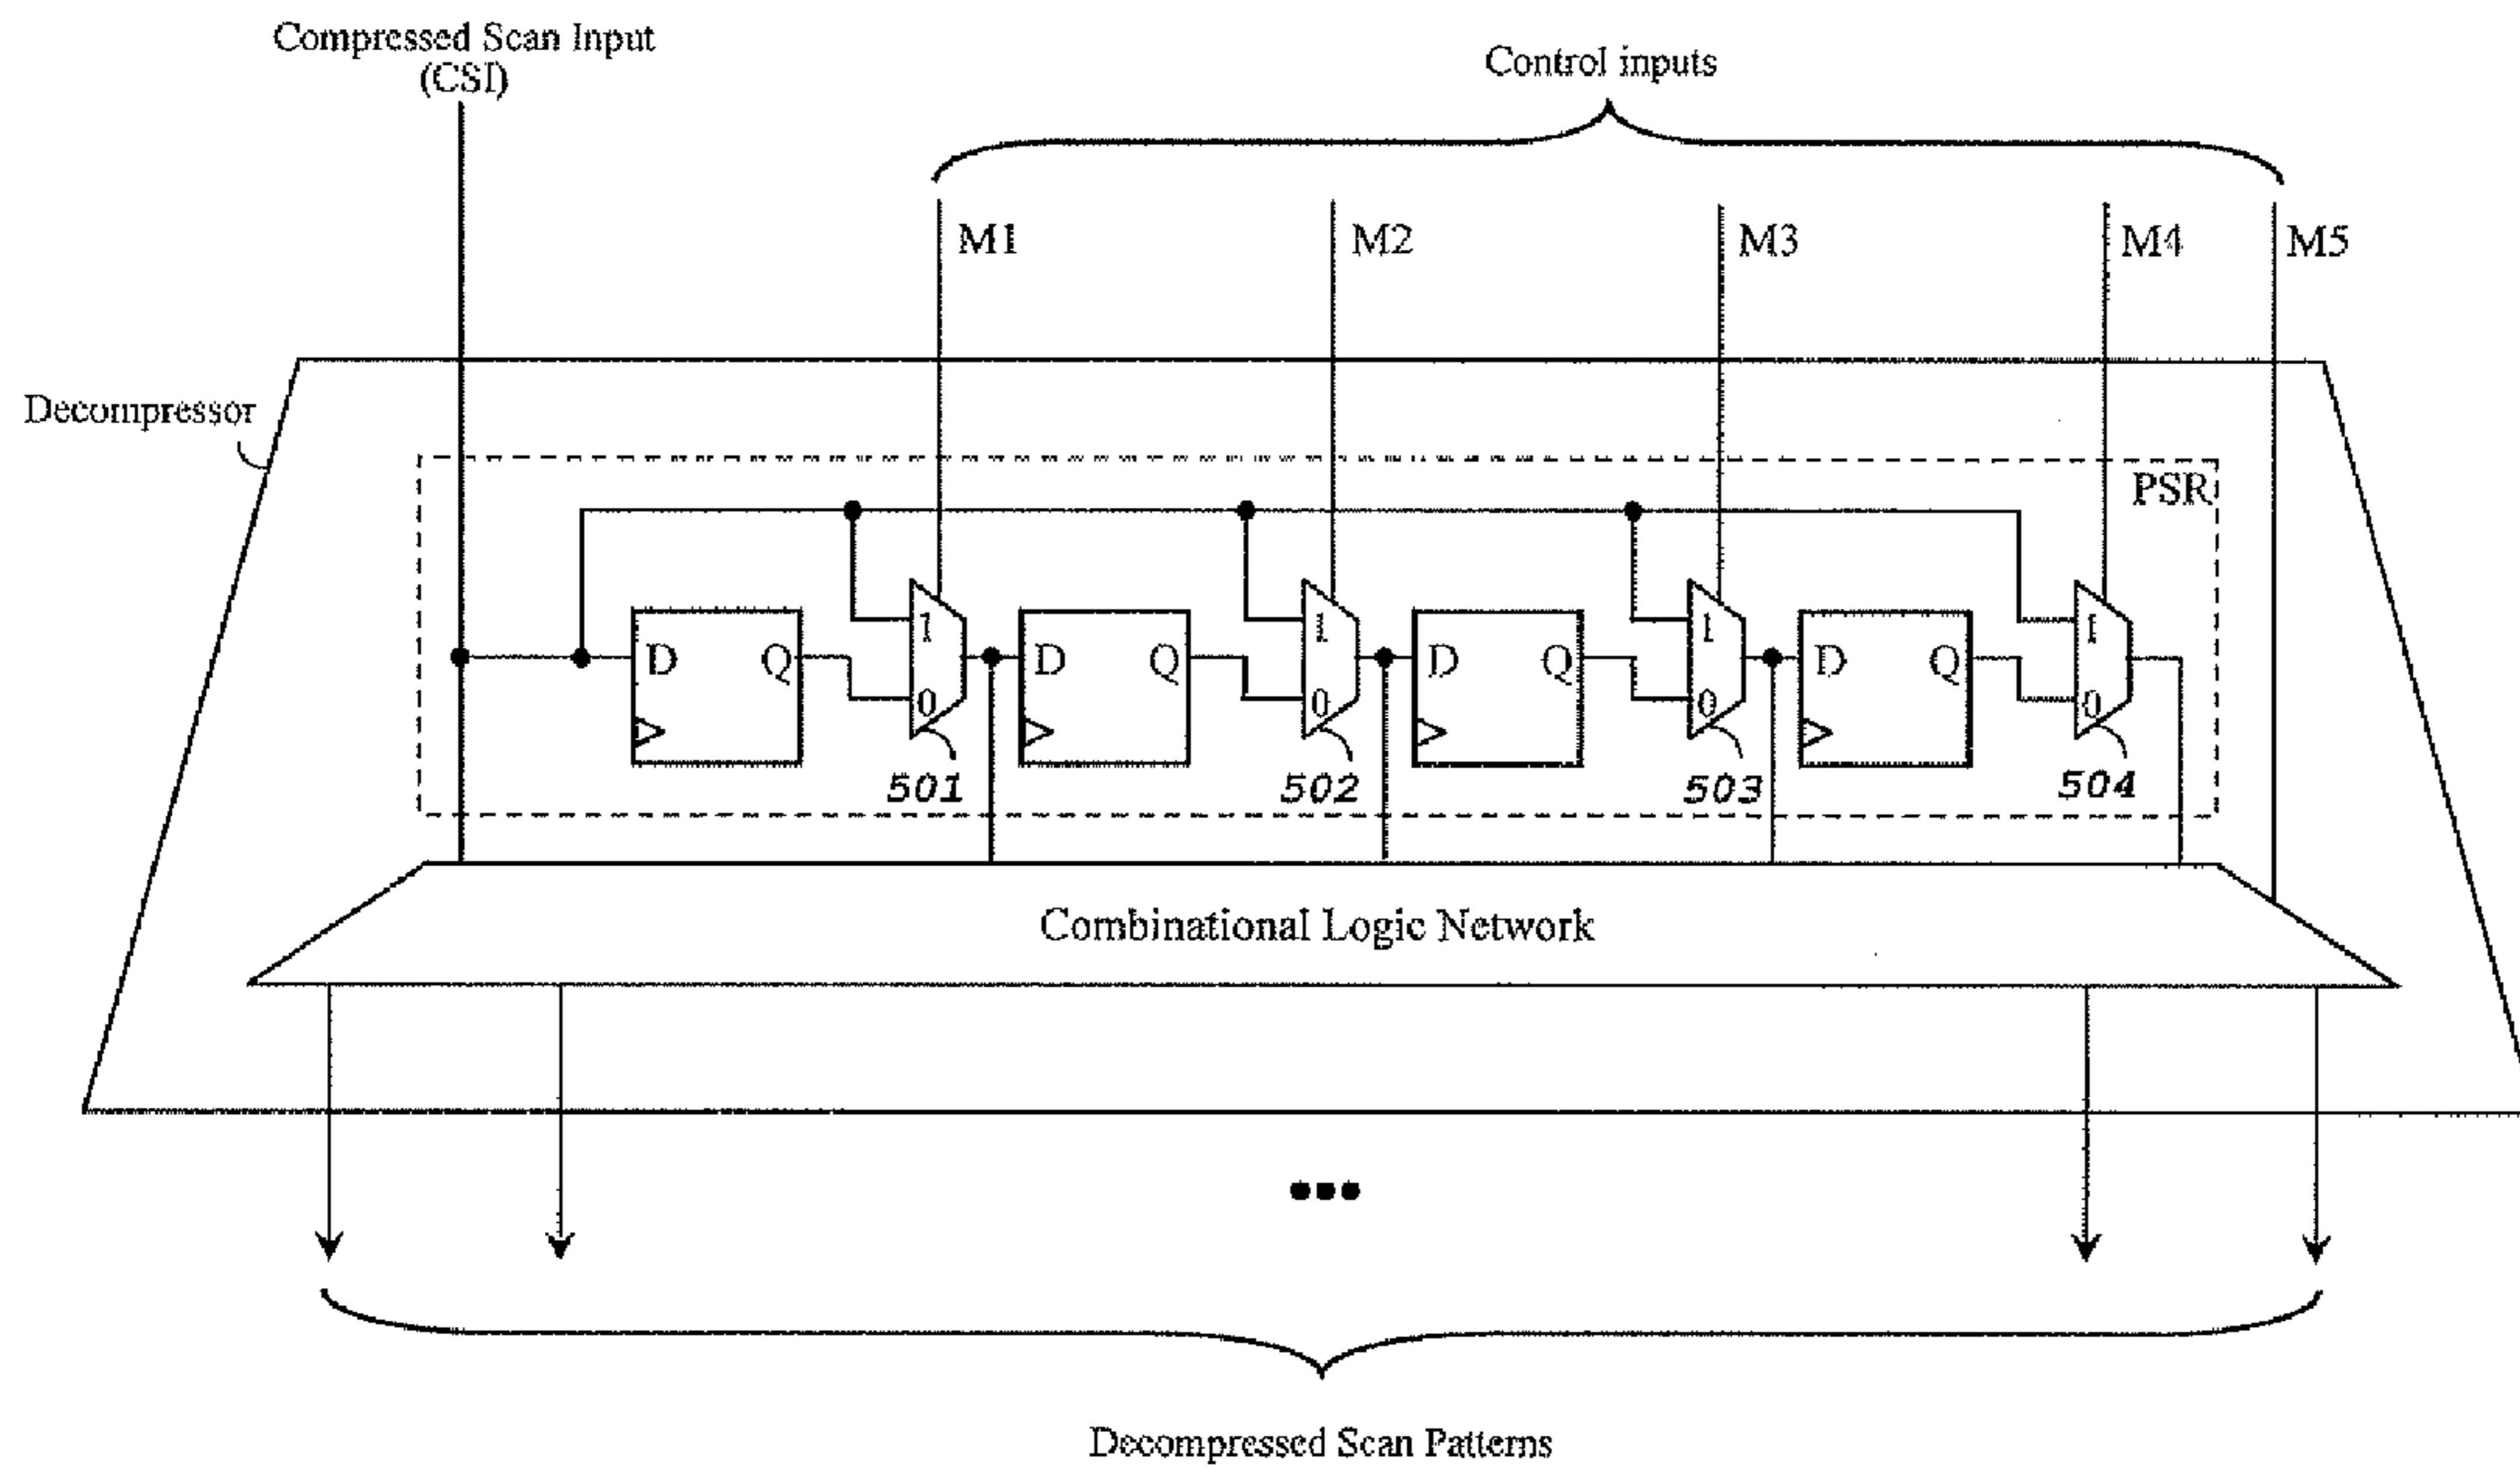 Compressed Scan Input
(CSI)
Control inputs
M1
M2
M3
M4
M5
Decompressor
PSR
1
1
1
1
D
Q
D
Q
D
Q
D
Q
0
0
0
0
501
502
503
504
Combinational Logic Network
Decompressed Scan Patterns